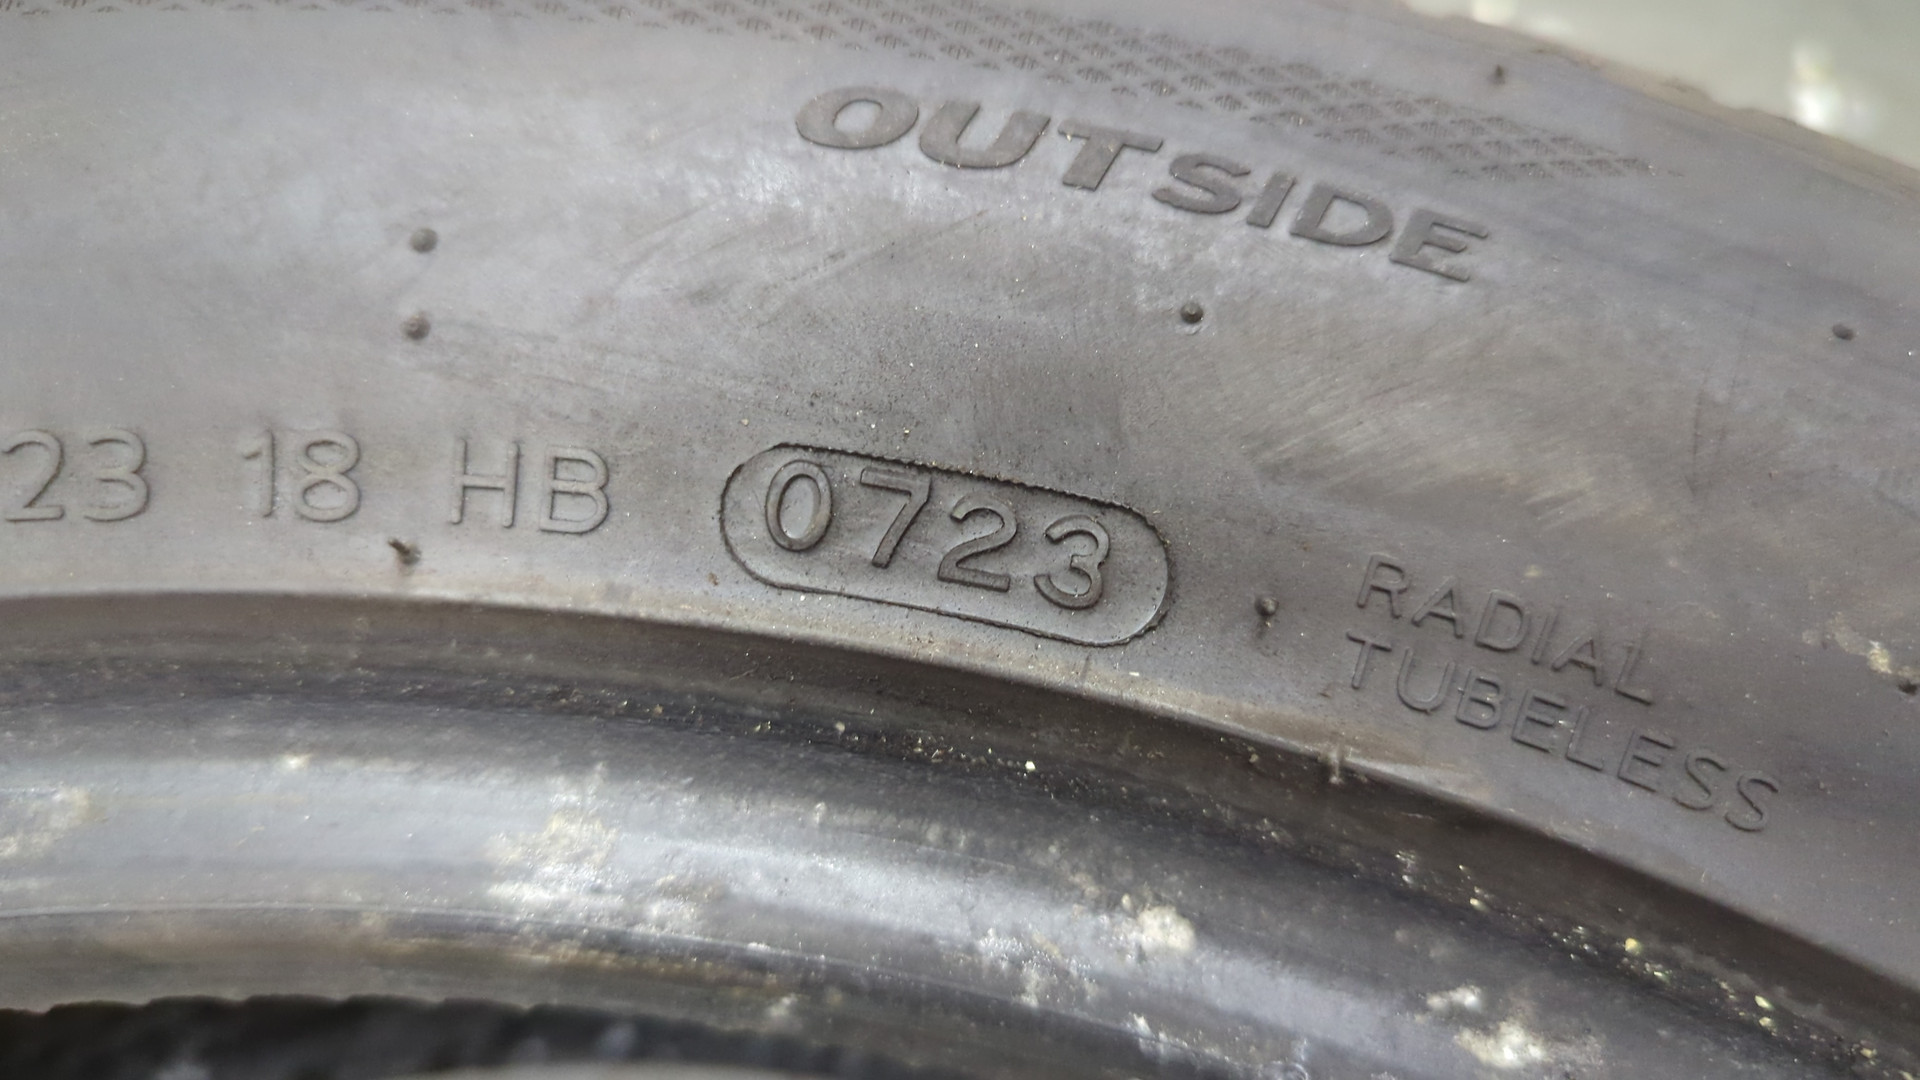 OUTSIDE
23 18 HB 0723
RADIAL
TUBELESS